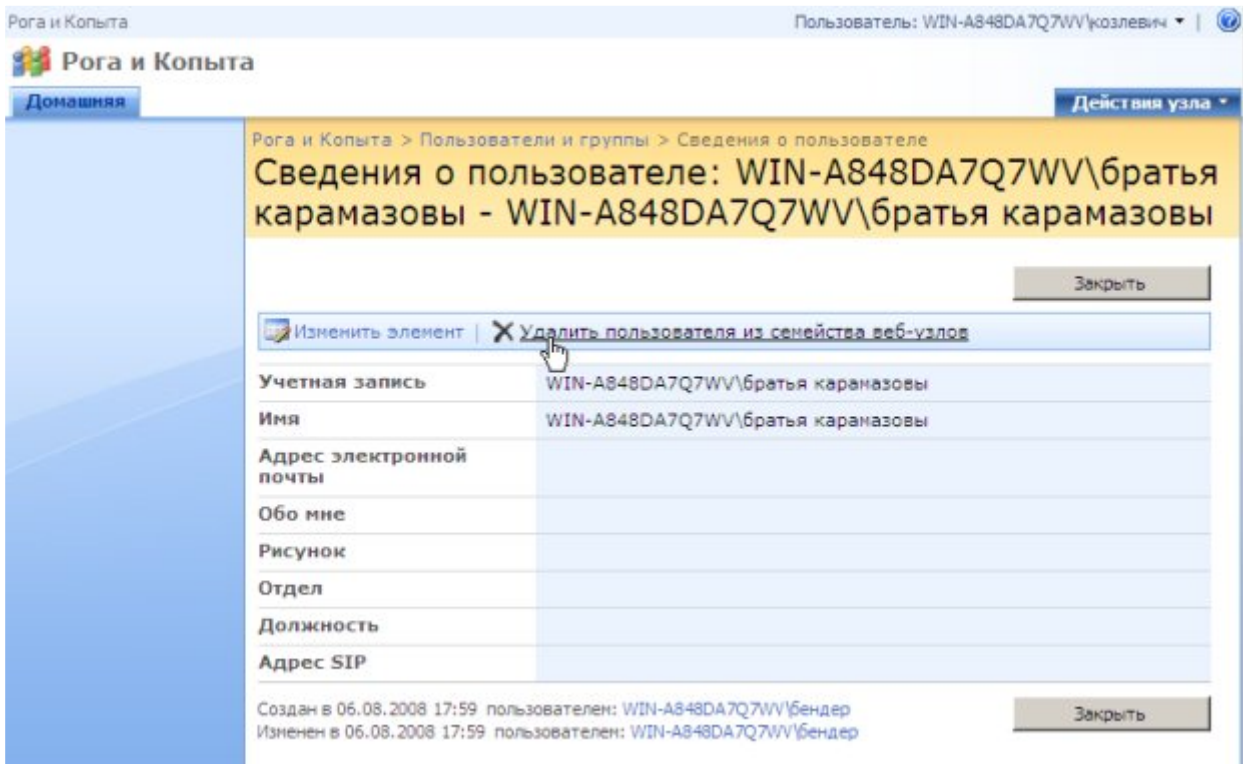 Рога и Копыта
Пользователь: WIN-A848DA7Q7WV\козлевич
Рога и Копыта
Домашняя
Действия узла
Рога и Копыта > Пользователи и группы > Сведения о пользователе
Сведения о пользователе: WIN-A848DA7Q7WV\братья
карамазовы - WIN-A848DA7Q7WV\братья карамазовы
Закрыть
Изменить элемент | Удалить пользователя из семейства веб-узлов
Учетная запись WIN-A848DA7Q7WV\братья карамазовы
Имя WIN-A848DA7Q7WV\братья карамазовы
Адрес электронной
почты
Обо мне
Рисунок
Отдел
Должность
Адрес SIP
Создан в 06.08.2008 17:59 пользователем: WIN-A848DA7Q7WV\бендер
Изменен в 06.08.2008 17:59 пользователем: WIN-A848DA7Q7WV\бендер
Закрыть